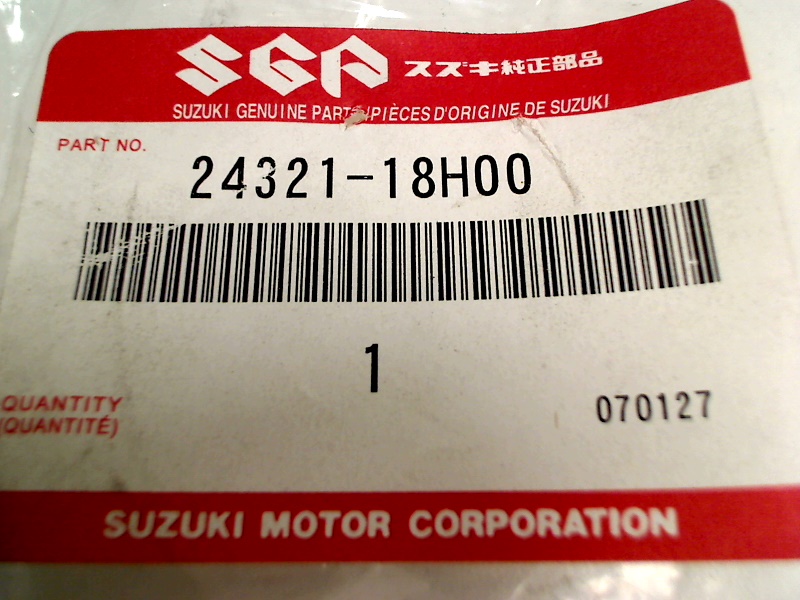 SGP スズキ純正部品
SUZUKI GENUINE PARTS/PIÈCES D'ORIGINE DE SUZUKI
PART NO.
24321-18H00
1
QUANTITY
(QUANTITÉ)
070127
SUZUKI MOTOR CORPORATION